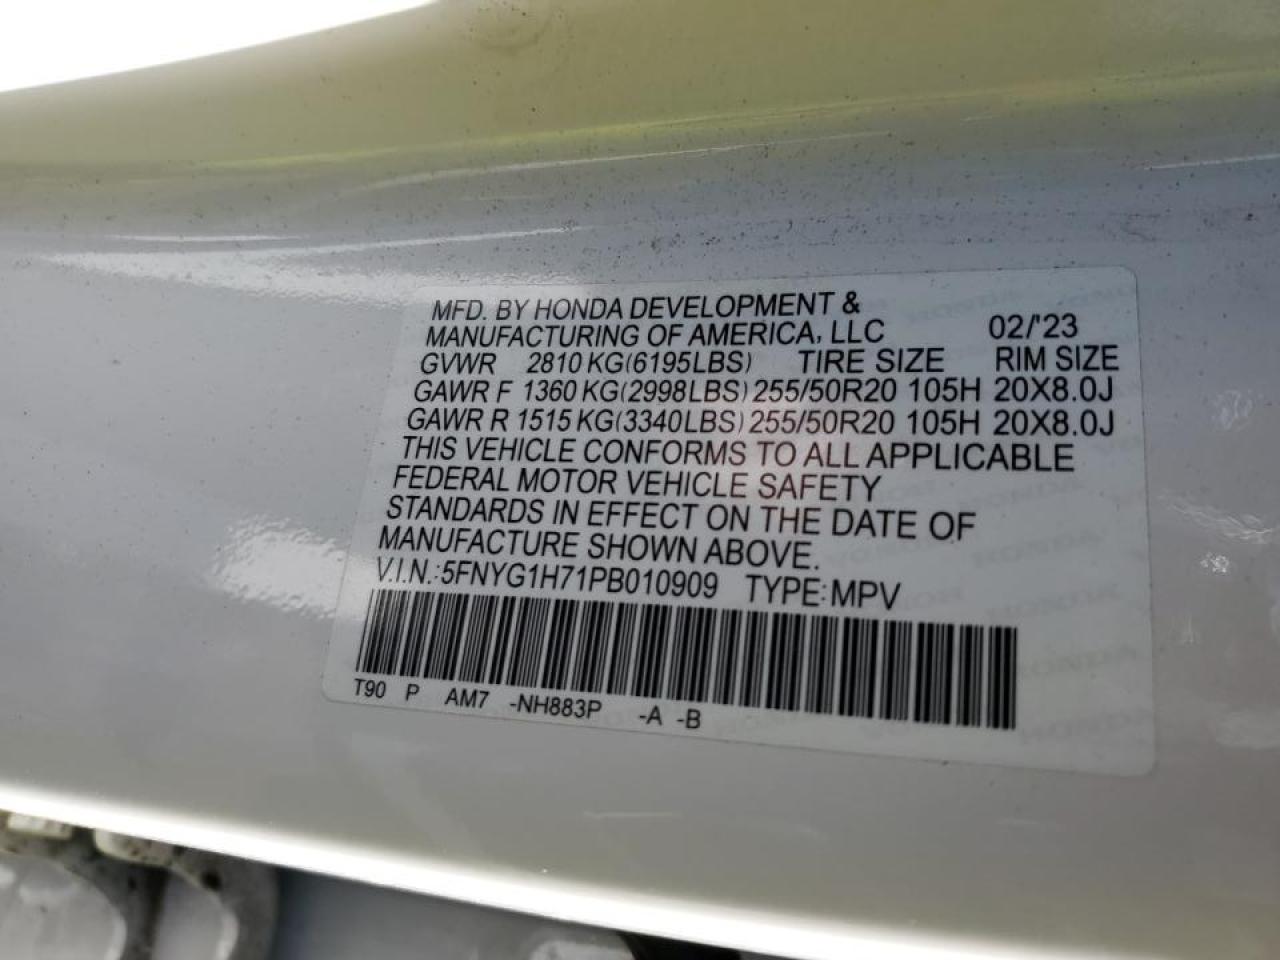 MFD. BY HONDA DEVELOPMENT &
MANUFACTURING OF AMERICA, LLC 02/'23
GVWR 2810 KG(6195LBS) TIRE SIZE RIM SIZE
GAWR F 1360 KG(2998LBS) 255/50R20 105H 20X8.0J
GAWR R 1515 KG(3340LBS) 255/50R20 105H 20X8.0J
THIS VEHICLE CONFORMS TO ALL APPLICABLE
FEDERAL MOTOR VEHICLE SAFETY
STANDARDS IN EFFECT ON THE DATE OF
MANUFACTURE SHOWN ABOVE.
V.I.N.:5FNYG1H71PB010909 TYPE:MPV
T90 P AM7 -NH883P -A -B